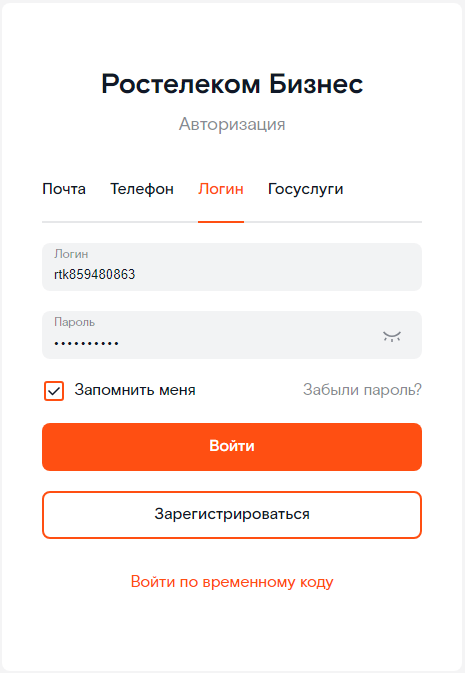 Ростелеком Бизнес
Авторизация
Почта Телефон Логин Госуслуги
Логин
rtk859480863
Пароль
••••••••••
Запомнить меня Забыли пароль?
Войти
Зарегистрироваться
Войти по временному коду